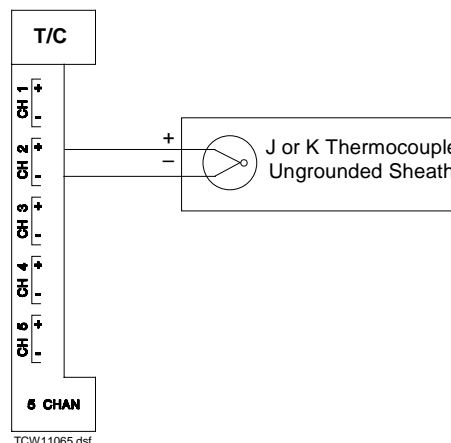 T/C
CH 1 + -
CH 2 + -
CH 3 + -
CH 4 + -
CH 5 + -
5 CHAN
+
–
J or K Thermocouple
Ungrounded Sheath
TCW11065.dsf